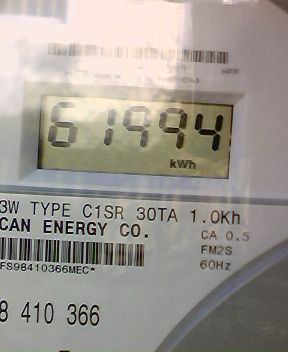 61994
kWh
3W TYPE C1SR 30TA 1.0Kh
CAN ENERGY CO.
CA 0.5
FM2S
FS98410366MEC*
60Hz
8 410 366